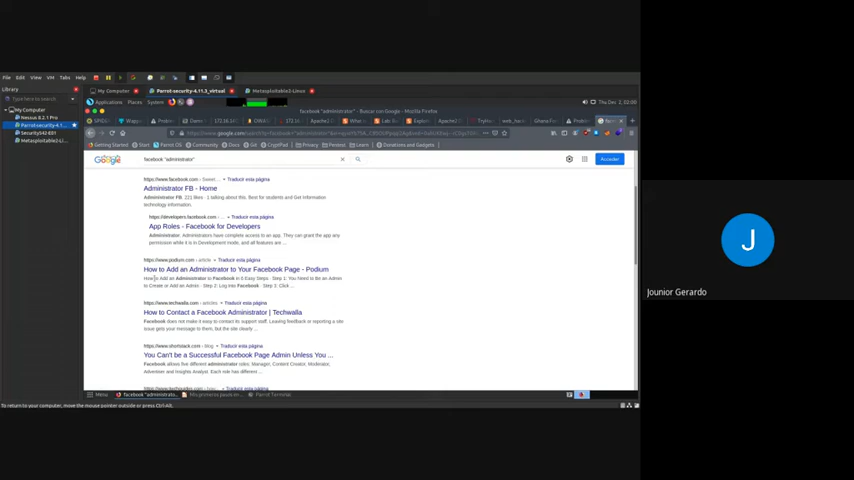 File Edit View VM Tabs Help
Library
Type here to search
My Computer
Nessus 8.2.1 Pro
Parrot-security-4.11...
Security542-601
Metasploitable2-Li...
My Computer
Parrot-security-4.11.3_virtual
Metasploitable2-Linux
Applications Places System
Thu Dec 2, 02:00
facebook "administrator" - Buscar con Google - Mozilla Firefox
Getting Started Start Parrot OS Community Docs Git CryptPad Privacy Pentest Learn Donations and Gadgets
Google
facebook "administrator"
Acceder
https://www.facebook.com Traducir esta página
Administrator FB - Home
Administrator FB. 221 likes · 1 talking about this. Best for students and Get information
technology information.
https://developers.facebook.com › ... Traducir esta página
App Roles - Facebook for Developers
Administrator. Administrators have complete access to an app. They can grant the app any
permission while it is in Development mode, and all features are ...
https://www.podium.com › article Traducir esta página
How to Add an Administrator to Your Facebook Page - Podium
How to Add an Administrator to Facebook in 6 Easy Steps · Step 1: You Need to Be an Admin
to Create or Add an Admin · Step 2: Log into Facebook · Step 3: Click ...
https://www.techwalla.com › articles Traducir esta página
How to Contact a Facebook Administrator | Techwalla
Facebook does not make it easy to contact its support staff. Leaving feedback or reporting a site
issue gets your message to them, but the site clearly ...
https://www.shortstack.com › blog Traducir esta página
You Can't be a Successful Facebook Page Admin Unless You ...
Facebook allows five different administrator roles: Manager, Content Creator, Moderator,
Advertiser and Insights Analyst. Each role has different ...
Traducir esta página
Menu
facebook "administrato...
Parrot Terminal
To return to your computer, move the mouse pointer outside or press Ctrl-Alt.
J
Jounior Gerardo